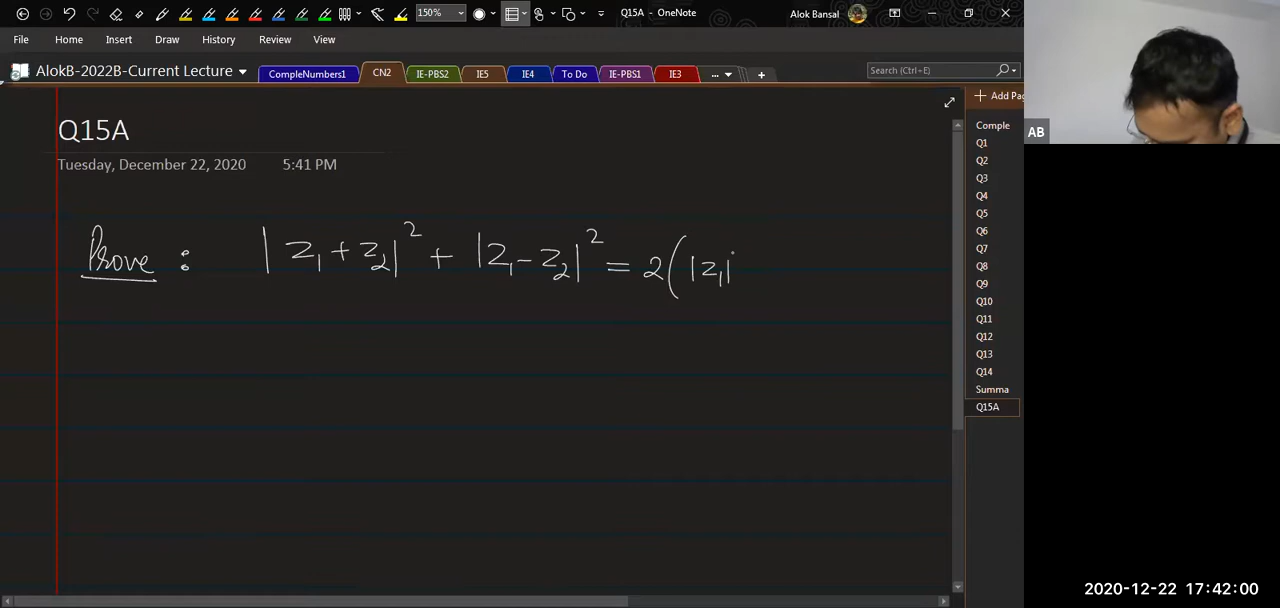 150%
Q15A - OneNote
Alok Bansal
File Home Insert Draw History Review View
AlokB-2022B-Current Lecture
CompleNumbers1 CN2 IE-PBS2 IE5 IE4 To Do IE-PBS1 IE3 ...
Search (Ctrl+E)
Add Pag
Q15A
Tuesday, December 22, 2020 5:41 PM
Prove : |z₁+z₂|² + |z₁-z₂|² = 2(|z₁|
Comple
Q1
Q2
Q3
Q4
Q5
Q6
Q7
Q8
Q9
Q10
Q11
Q12
Q13
Q14
Summa
Q15A
AB
2020-12-22 17:42:00